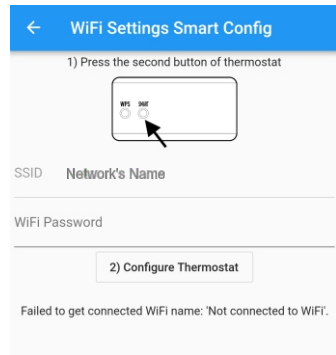 WiFi Settings Smart Config
1) Press the second button of thermostat
WPS SMAT
SSID Network's Name
WiFi Password
2) Configure Thermostat
Failed to get connected WiFi name: 'Not connected to WiFi'.